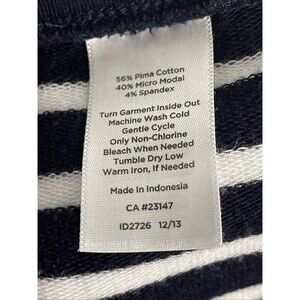 56% Pima Cotton
40% Micro Modal
4% Spandex
Turn Garment Inside Out
Machine Wash Cold
Gentle Cycle
Only Non-Chlorine
Bleach When Needed
Tumble Dry Low
Warm Iron, If Needed
Made In Indonesia
CA #23147
ID2726 12/13